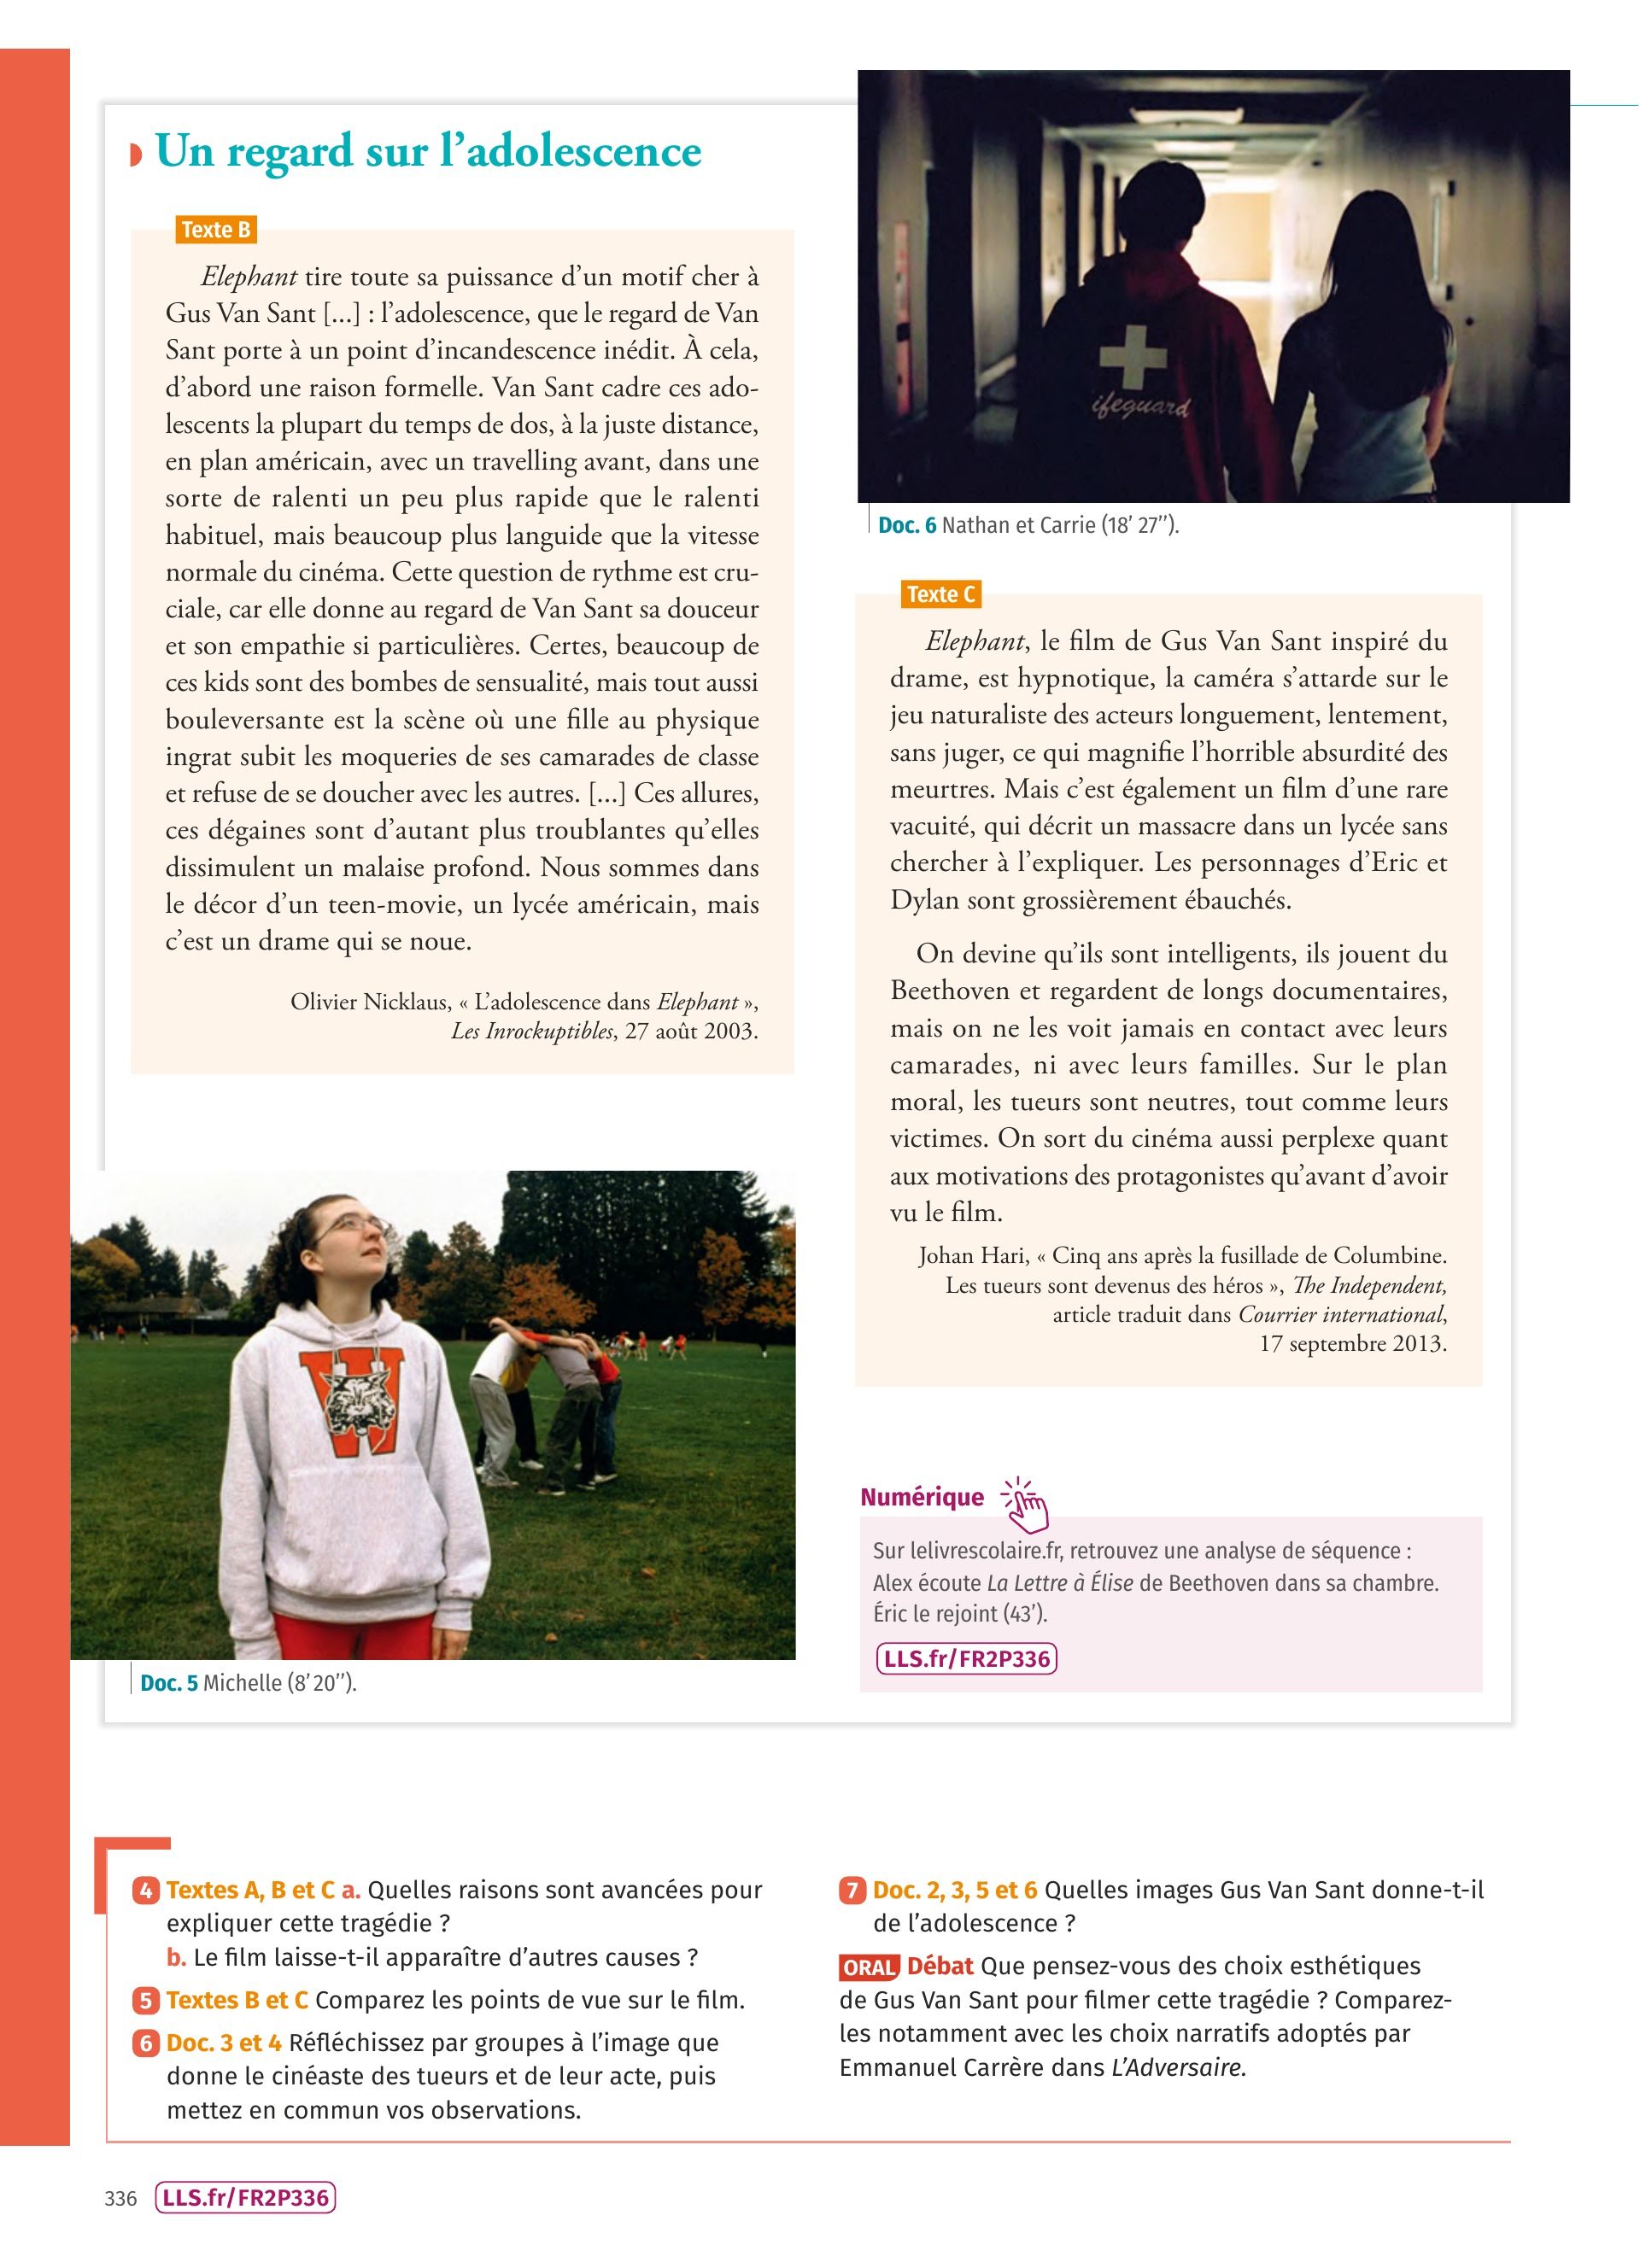 Un regard sur l’adolescence
Texte B
Elephant tire toute sa puissance d’un motif cher à
Gus Van Sant [...] : l’adolescence, que le regard de Van
Sant porte à un point d’incandescence inédit. À cela,
d’abord une raison formelle. Van Sant cadre ces ado-
lescents la plupart du temps de dos, à la juste distance,
en plan américain, avec un travelling avant, dans une
sorte de ralenti un peu plus rapide que le ralenti
habituel, mais beaucoup plus languide que la vitesse
normale du cinéma. Cette question de rythme est cru-
ciale, car elle donne au regard de Van Sant sa douceur
et son empathie si particulières. Certes, beaucoup de
ces kids sont des bombes de sensualité, mais tout aussi
bouleversante est la scène où une fille au physique
ingrat subit les moqueries de ses camarades de classe
et refuse de se doucher avec les autres. [...] Ces allures,
ces dégaines sont d’autant plus troublantes qu’elles
dissimulent un malaise profond. Nous sommes dans
le décor d’un teen-movie, un lycée américain, mais
c’est un drame qui se noue.
Olivier Nicklaus, « L’adolescence dans Elephant »,
Les Inrockuptibles, 27 août 2003.
W
Doc. 5 Michelle (8’ 20’’).
ifeguard
Doc. 6 Nathan et Carrie (18’ 27’’).
Texte C
Elephant, le film de Gus Van Sant inspiré du
drame, est hypnotique, la caméra s’attarde sur le
jeu naturaliste des acteurs longuement, lentement,
sans juger, ce qui magnifie l’horrible absurdité des
meurtres. Mais c’est également un film d’une rare
vacuité, qui décrit un massacre dans un lycée sans
chercher à l’expliquer. Les personnages d’Eric et
Dylan sont grossièrement ébauchés.
On devine qu’ils sont intelligents, ils jouent du
Beethoven et regardent de longs documentaires,
mais on ne les voit jamais en contact avec leurs
camarades, ni avec leurs familles. Sur le plan
moral, les tueurs sont neutres, tout comme leurs
victimes. On sort du cinéma aussi perplexe quant
aux motivations des protagonistes qu’avant d’avoir
vu le film.
Johan Hari, « Cinq ans après la fusillade de Columbine.
Les tueurs sont devenus des héros », The Independent,
article traduit dans Courrier international,
17 septembre 2013.
Numérique
Sur lelivrescolaire.fr, retrouvez une analyse de séquence :
Alex écoute La Lettre à Élise de Beethoven dans sa chambre.
Éric le rejoint (43’).
LLS.fr/FR2P336
4 Textes A, B et C a. Quelles raisons sont avancées pour
expliquer cette tragédie ?
b. Le film laisse-t-il apparaître d’autres causes ?
5 Textes B et C Comparez les points de vue sur le film.
6 Doc. 3 et 4 Réfléchissez par groupes à l’image que
donne le cinéaste des tueurs et de leur acte, puis
mettez en commun vos observations.
7 Doc. 2, 3, 5 et 6 Quelles images Gus Van Sant donne-t-il
de l’adolescence ?
ORAL Débat Que pensez-vous des choix esthétiques
de Gus Van Sant pour filmer cette tragédie ? Comparez-
les notamment avec les choix narratifs adoptés par
Emmanuel Carrère dans L’Adversaire.
336 LLS.fr/FR2P336